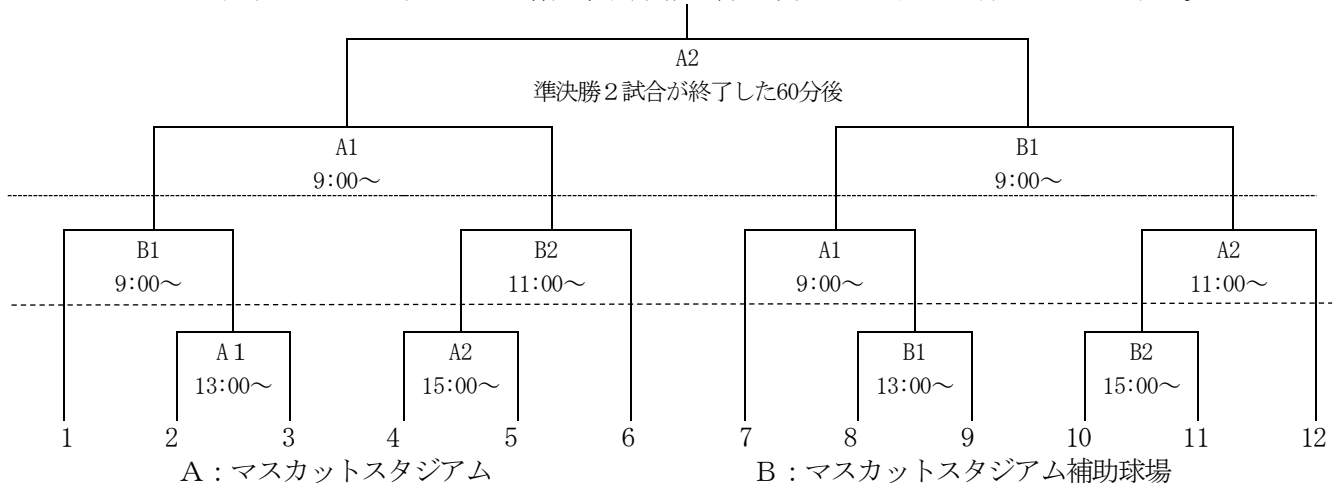 A2
準決勝2試合が終了した60分後
A1 B1
9:00~ 9:00~
B1 B2 A1 A2
9:00~ 11:00~ 9:00~ 11:00~
A1 A2 B1 B2
13:00~ 15:00~ 13:00~ 15:00~
1 2 3 4 5 6 7 8 9 10 11 12
A:マスカットスタジアム B:マスカットスタジアム補助球場